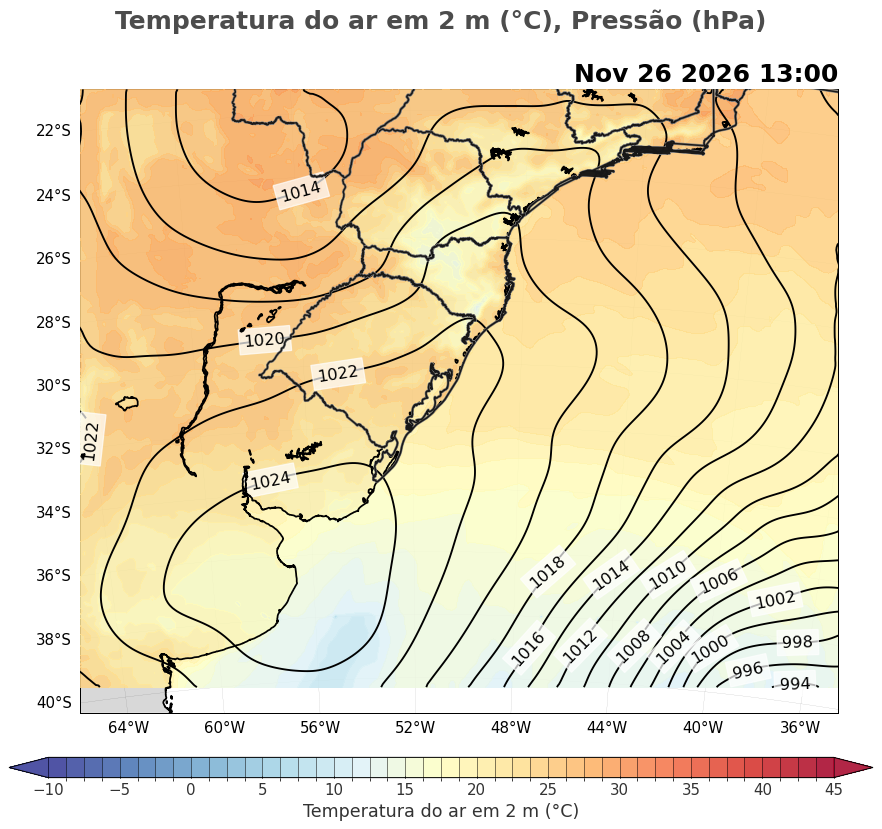 Temperatura do ar em 2 m (°C), Pressão (hPa)
Nov 26 2026 13:00
22°S
24°S
26°S
28°S
30°S
32°S
34°S
36°S
38°S
40°S
1014
1020
1022
1022
1024
1018
1014
1010
1006
1002
1016
1012
1008
1004
1000
998
996
994
64°W
60°W
56°W
52°W
48°W
44°W
40°W
36°W
−10
−5
0
5
10
15
20
25
30
35
40
45
Temperatura do ar em 2 m (°C)